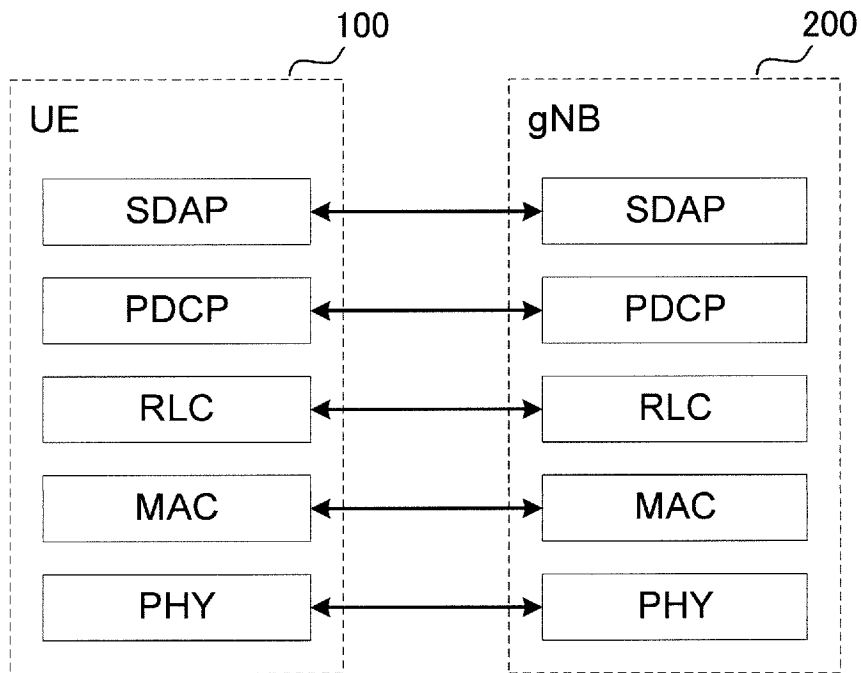 100
200
UE
gNB
SDAP
SDAP
PDCP
PDCP
RLC
RLC
MAC
MAC
PHY
PHY